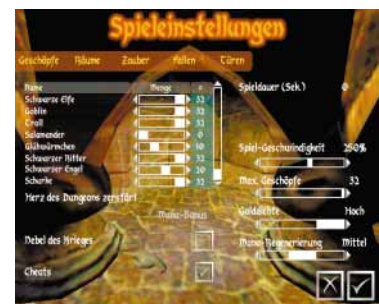 Spieleinstellungen
Geschöpfe Räume Zauber Fallen Türen
Name Menge
Schwarze Elfe 32
Goblin 32
Troll 32
Salamander 0
Glühwürmchen 10
Schwarzer Ritter 32
Schwarzer Engel 20
Schurke 32
Herz des Dungeons zerstört
Mana-Bonus
Nebel des Krieges
Cheats
Spieldauer (Sek.) 0
Spiel-Geschwindigkeit 250%
Max. Geschöpfe 32
Golddichte Hoch
Mana-Regenerierung Mittel